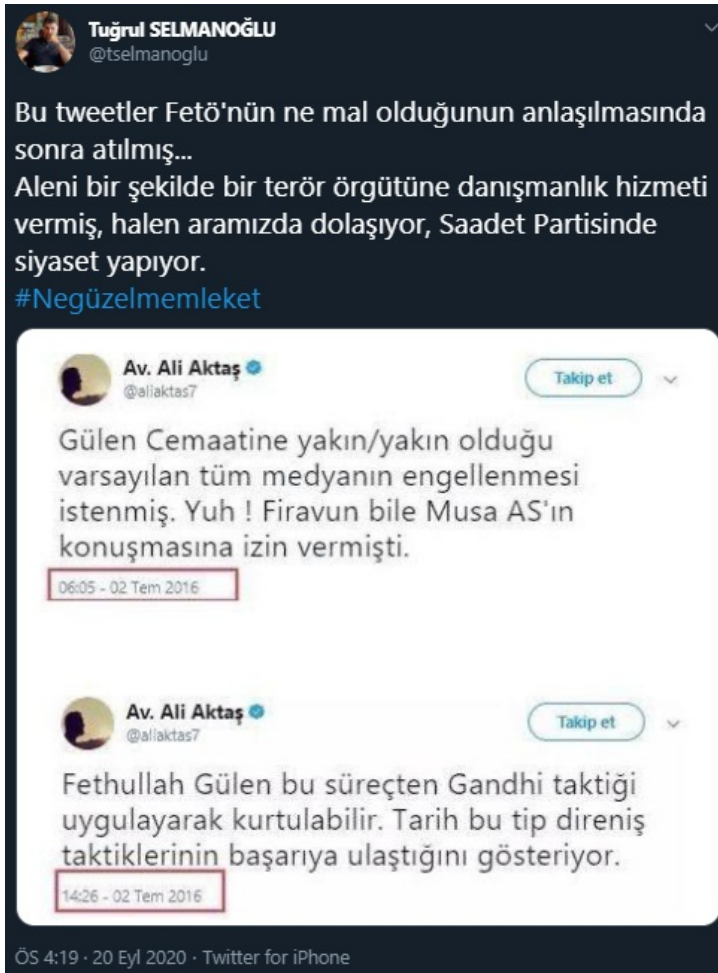 Tuğrul SELMANOĞLU
@tselmanoglu
Bu tweetler Fetö'nün ne mal olduğunun anlaşılmasında
sonra atılmış...
Aleni bir şekilde bir terör örgütüne danışmanlık hizmeti
vermiş, halen aramızda dolaşıyor, Saadet Partisinde
siyaset yapıyor.
#Negüzelmemleket
Av. Ali Aktaş
Takip et
@aliaktas7
Gülen Cemaatine yakın/yakın olduğu
varsayılan tüm medyanın engellenmesi
istenmiş. Yuh ! Firavun bile Musa AS'ın
konuşmasına izin vermişti.
06:05 - 02 Tem 2016
Av. Ali Aktaş
Takip et
@aliaktas7
Fethullah Gülen bu süreçten Gandhi taktiği
uygulayarak kurtulabilir. Tarih bu tip direniş
taktiklerinin başarıya ulaştığını gösteriyor.
14:26 - 02 Tem 2016
ÖS 4:19 · 20 Eyl 2020 · Twitter for iPhone